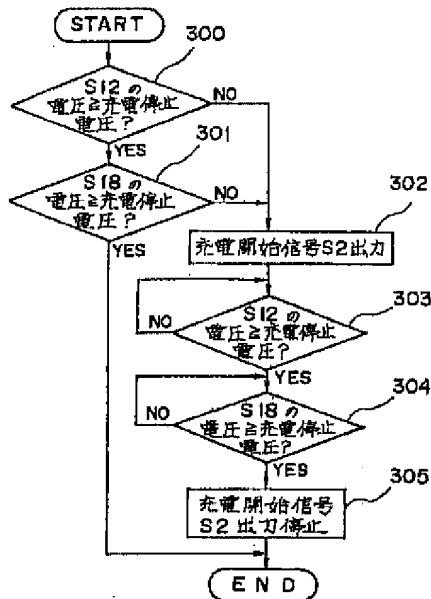 START
300
S12の
電圧≧充電停止
電圧?
NO
YES
301
S18の
電圧≧充電停止
電圧?
NO
YES
302
充電開始信号S2出力
303
S12の
電圧≧充電停止
電圧?
NO
YES
304
S18の
電圧≧充電停止
電圧?
NO
YES
305
充電開始信号
S2出力停止
END